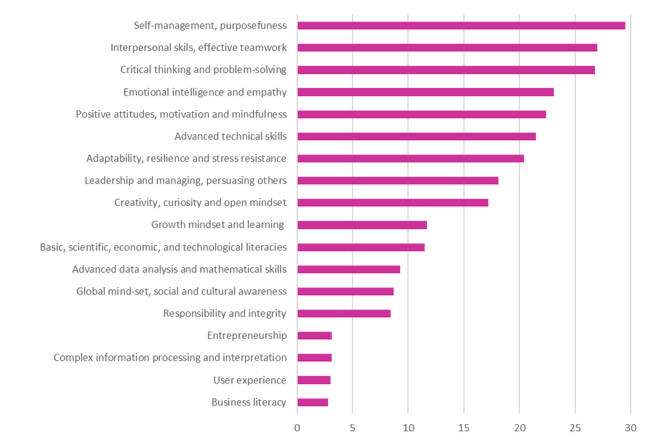 Self-management, purposefuness
Interpersonal skils, effective teamwork
Critical thinking and problem-solving
Emotional intelligence and empathy
Positive attitudes, motivation and mindfulness
Advanced technical skills
Adaptability, resilience and stress resistance
Leadership and managing, persuasing others
Creativity, curiosity and open mindset
Growth mindset and learning
Basic, scientific, economic, and technological literacies
Advanced data analysis and mathematical skills
Global mind-set, social and cultural awareness
Responsibility and integrity
Entrepreneurship
Complex information processing and interpretation
User experience
Business literacy
0 5 10 15 20 25 30